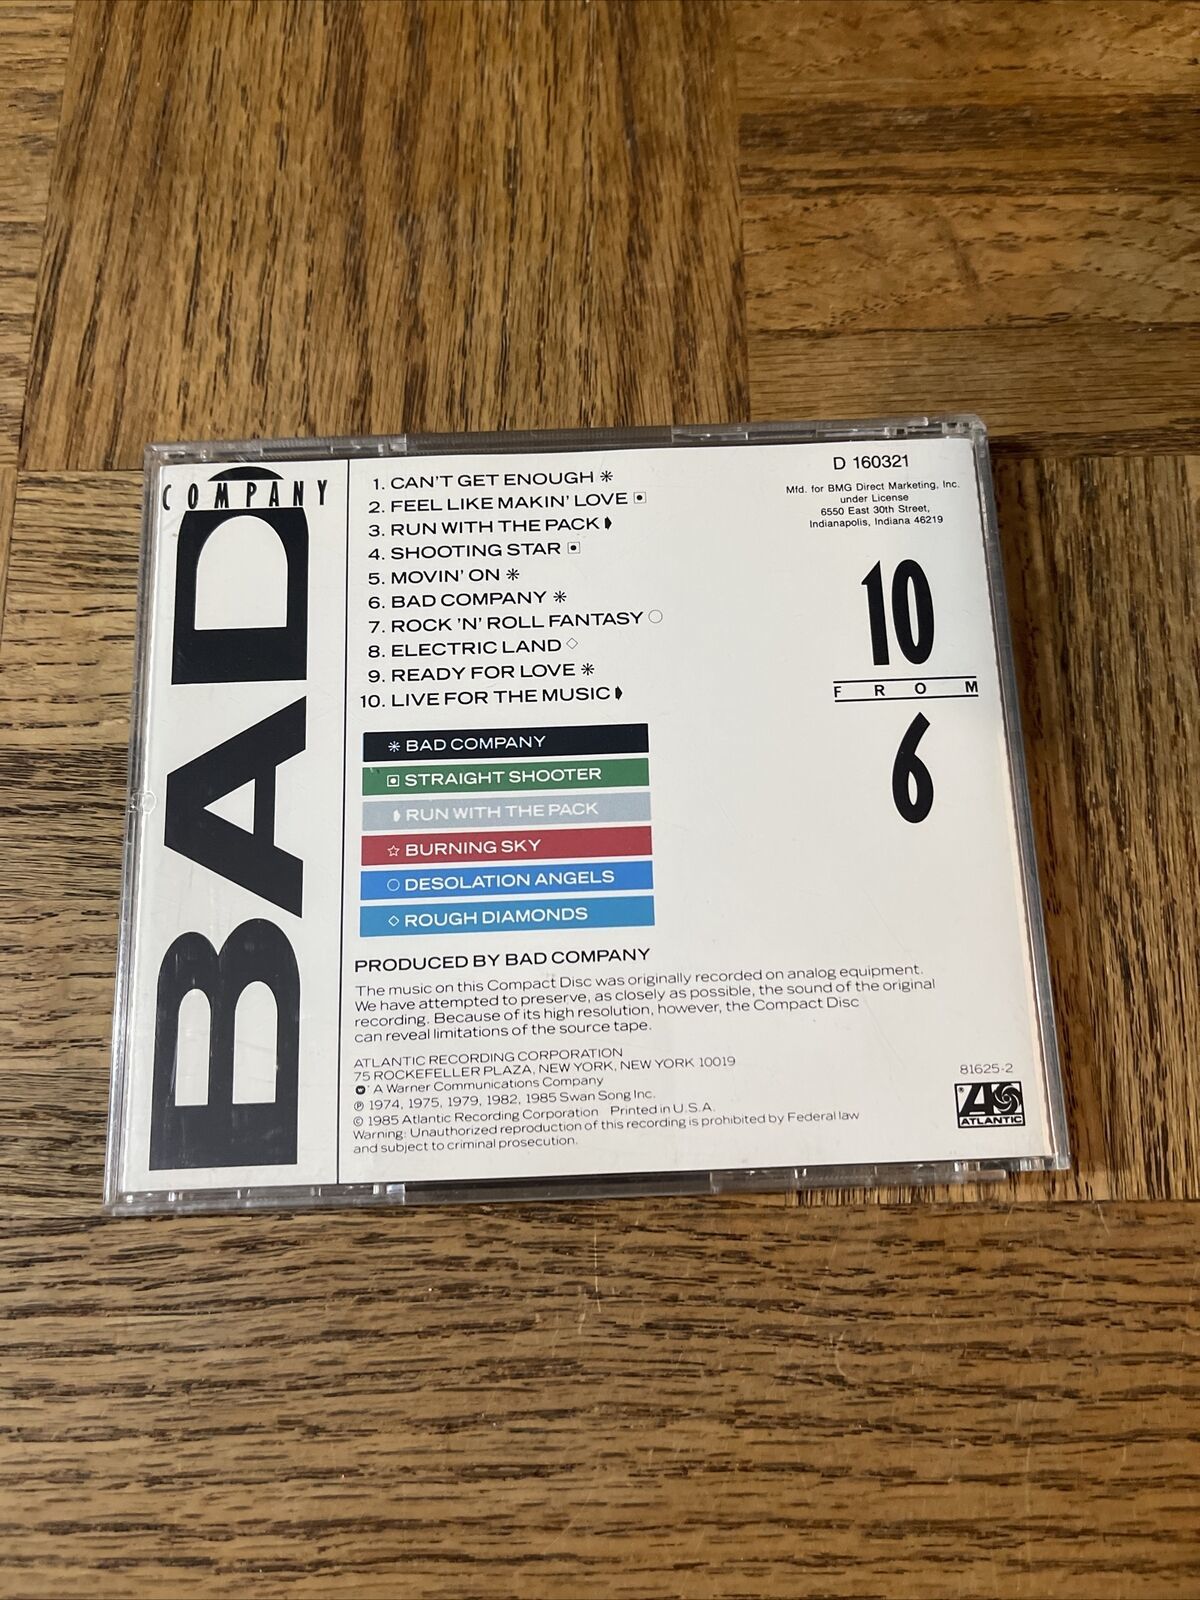 BAD
COMPANY
1. CAN'T GET ENOUGH ✳
2. FEEL LIKE MAKIN' LOVE ▣
3. RUN WITH THE PACK ◗
4. SHOOTING STAR ▣
5. MOVIN' ON ✳
6. BAD COMPANY ✳
7. ROCK 'N' ROLL FANTASY ○
8. ELECTRIC LAND ◇
9. READY FOR LOVE ✳
10. LIVE FOR THE MUSIC ◗
✳ BAD COMPANY
▣ STRAIGHT SHOOTER
◗ RUN WITH THE PACK
☆ BURNING SKY
○ DESOLATION ANGELS
◇ ROUGH DIAMONDS
PRODUCED BY BAD COMPANY
The music on this Compact Disc was originally recorded on analog equipment.
We have attempted to preserve, as closely as possible, the sound of the original
recording. Because of its high resolution, however, the Compact Disc
can reveal limitations of the source tape.
ATLANTIC RECORDING CORPORATION
75 ROCKEFELLER PLAZA, NEW YORK, NEW YORK 10019
A Warner Communications Company
℗ 1974, 1975, 1979, 1982, 1985 Swan Song Inc.
© 1985 Atlantic Recording Corporation Printed in U.S.A.
Warning: Unauthorized reproduction of this recording is prohibited by Federal law
and subject to criminal prosecution.
D 160321
Mfd. for BMG Direct Marketing, Inc.
under License
6550 East 30th Street,
Indianapolis, Indiana 46219
10
FROM
6
81625-2
ATLANTIC